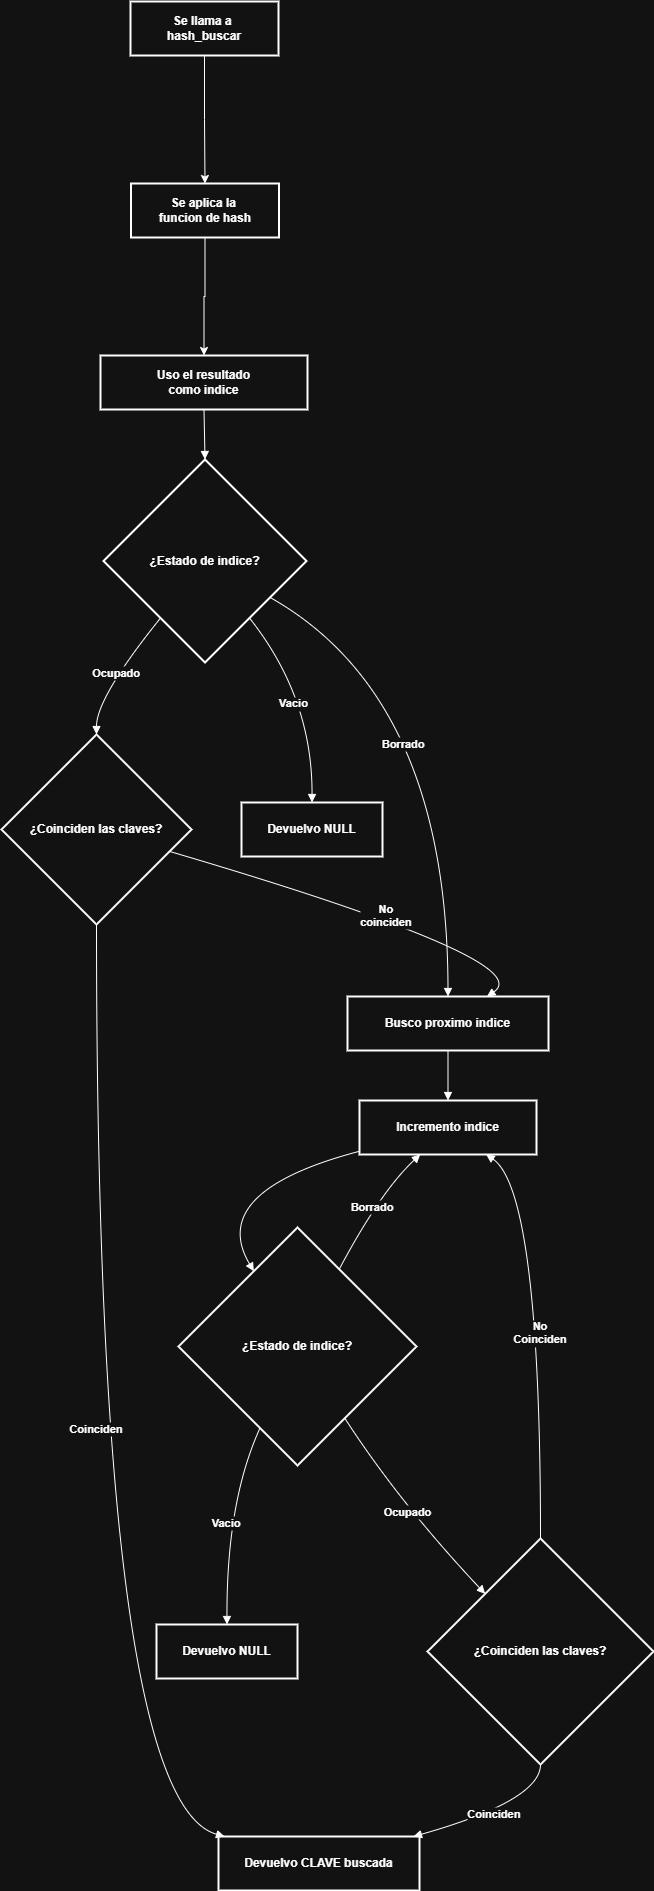 Se llama a
hash_buscar
Se aplica la
funcion de hash
Uso el resultado
como indice
¿Estado de indice?
Ocupado
Vacio
Borrado
¿Coinciden las claves?
Devuelvo NULL
No
coinciden
Busco proximo indice
Incremento indice
Borrado
No
Coinciden
¿Estado de indice?
Coinciden
Ocupado
Vacio
Devuelvo NULL
¿Coinciden las claves?
Coinciden
Devuelvo CLAVE buscada